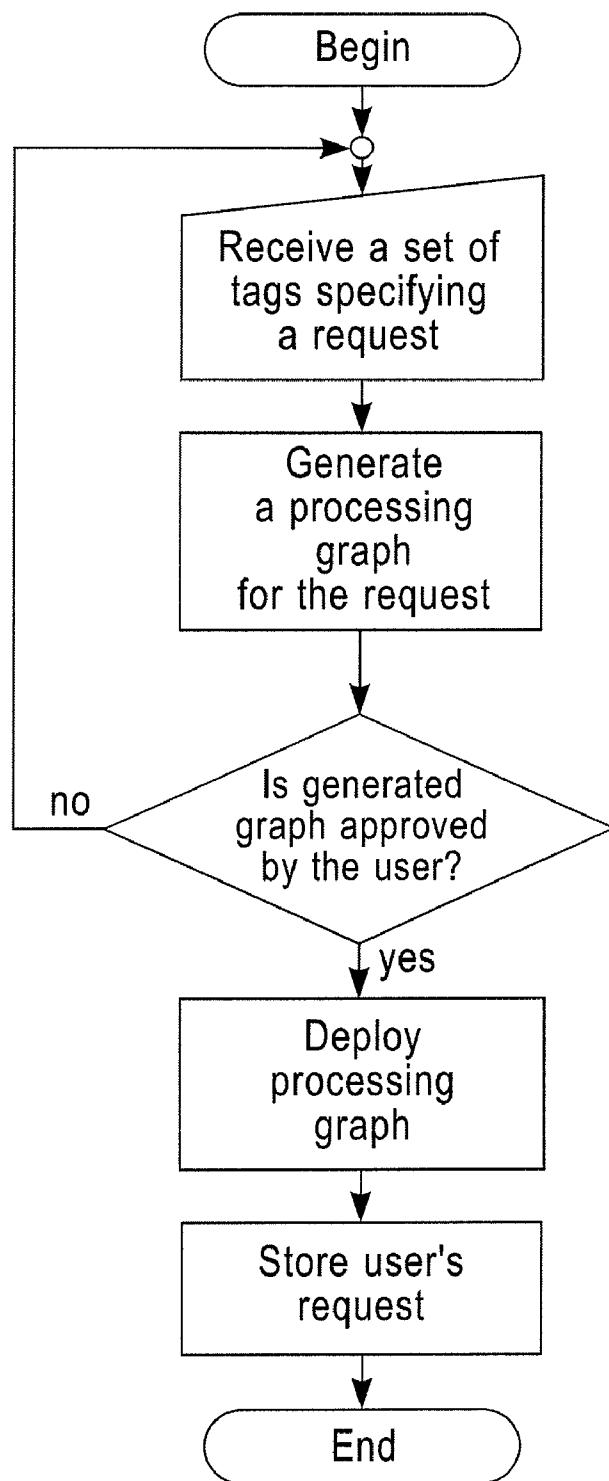 Begin
Receive a set of
tags specifying
a request
Generate
a processing
graph
for the request
Is generated
graph approved
by the user?
no
yes
Deploy
processing
graph
Store user's
request
End